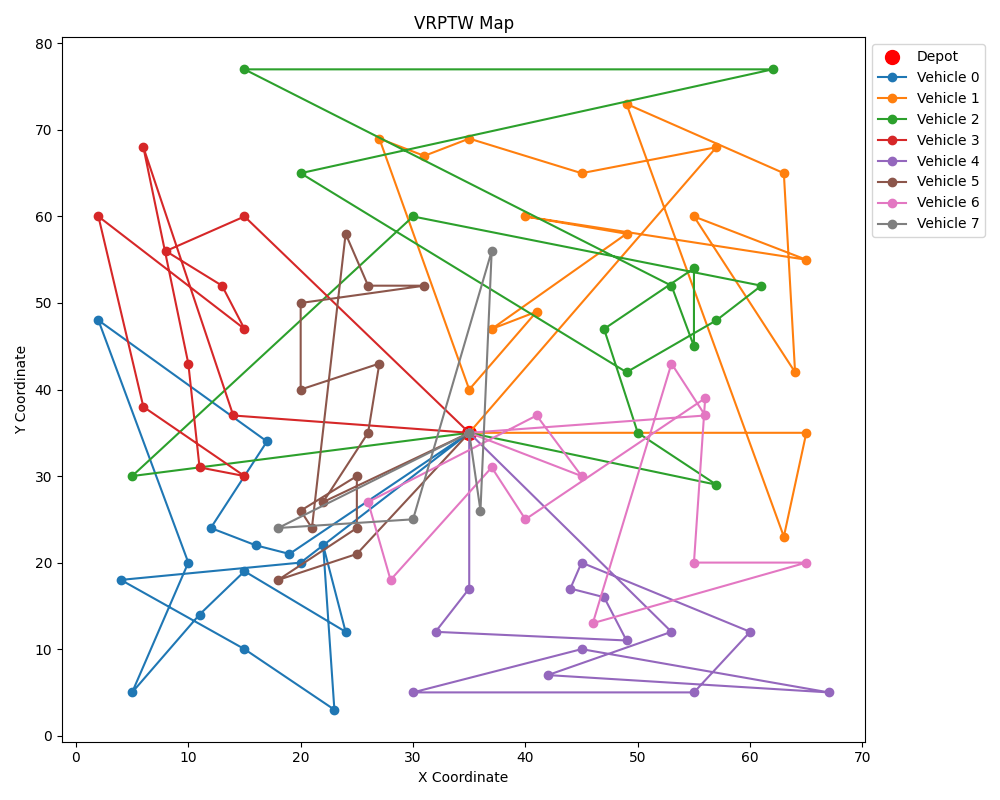 VRPTW Map
Depot
Vehicle 0
Vehicle 1
Vehicle 2
Vehicle 3
Vehicle 4
Vehicle 5
Vehicle 6
Vehicle 7
80
70
60
50
40
30
20
10
0
Y Coordinate
0 10 20 30 40 50 60 70
X Coordinate